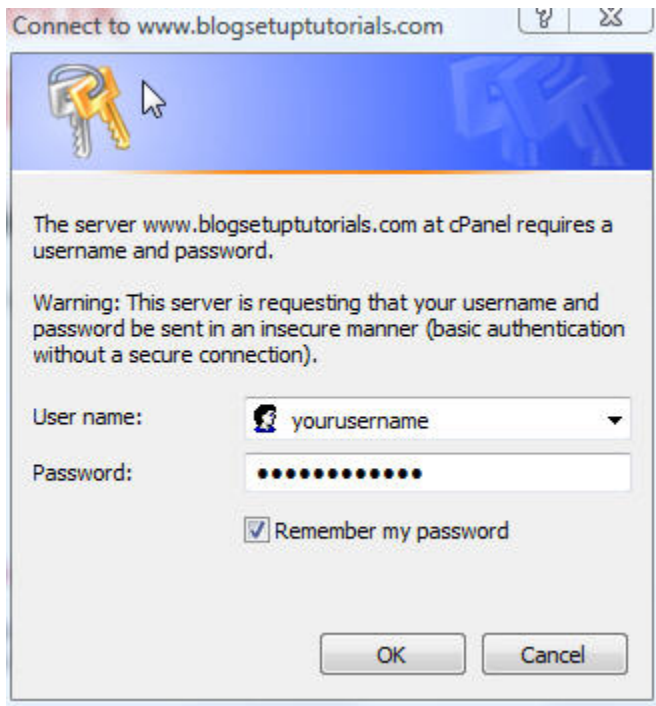 Connect to www.blogsetuptutorials.com
?
The server www.blogsetuptutorials.com at cPanel requires a
username and password.
Warning: This server is requesting that your username and
password be sent in an insecure manner (basic authentication
without a secure connection).
User name:
yourusername
Password:
●●●●●●●●●●●●
Remember my password
OK
Cancel